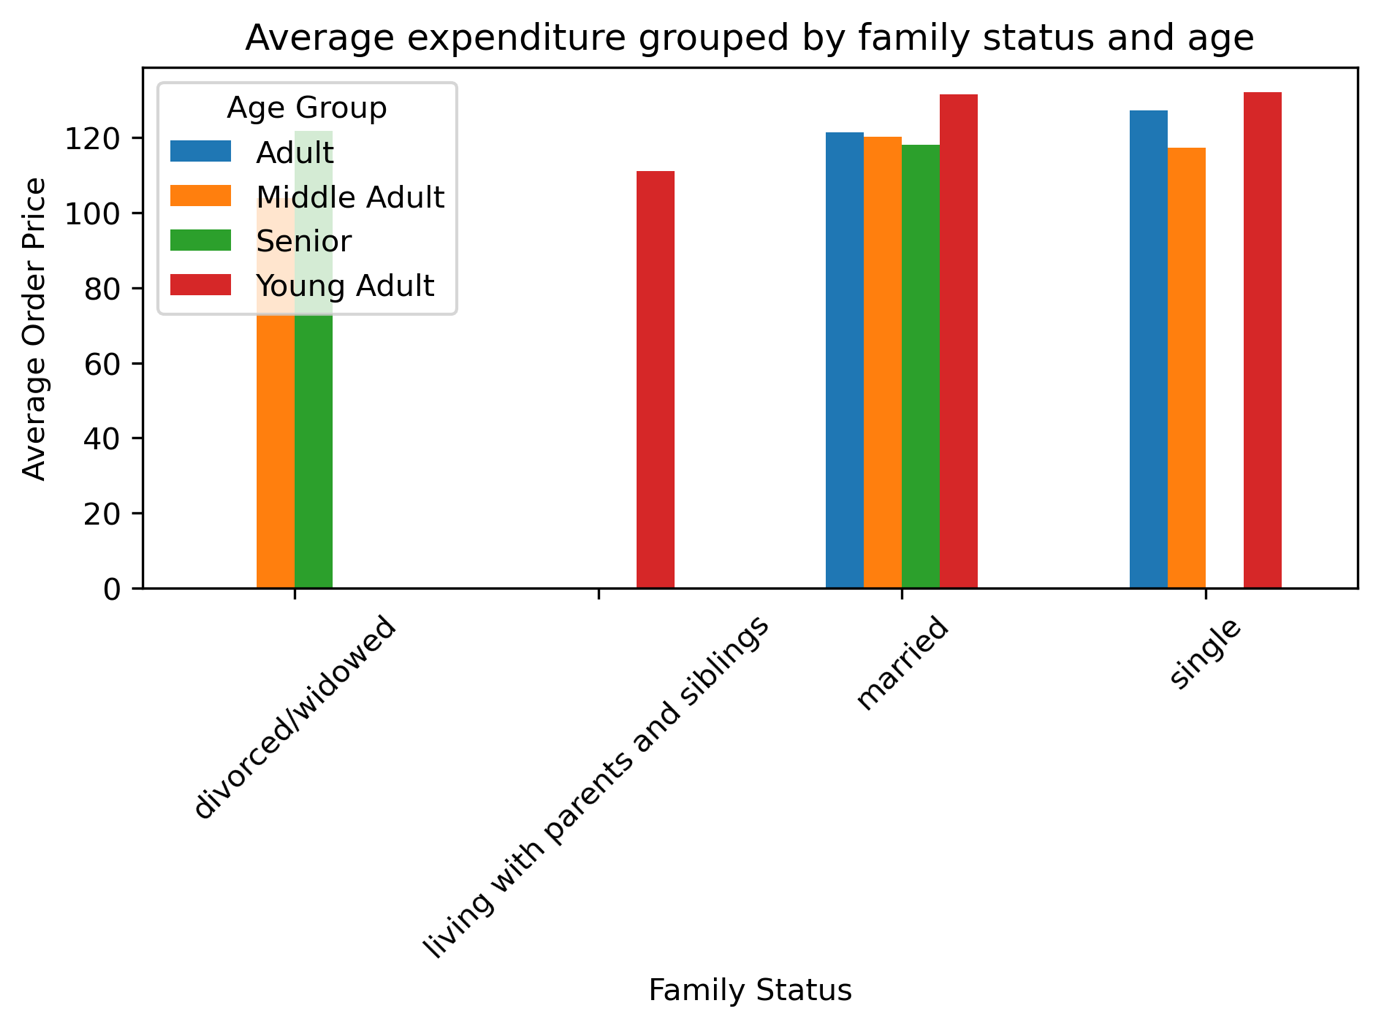 Average expenditure grouped by family status and age
Age Group
Adult
Middle Adult
Senior
Young Adult
Average Order Price
120
100
80
60
40
20
0
divorced/widowed
living with parents and siblings
married
single
Family Status